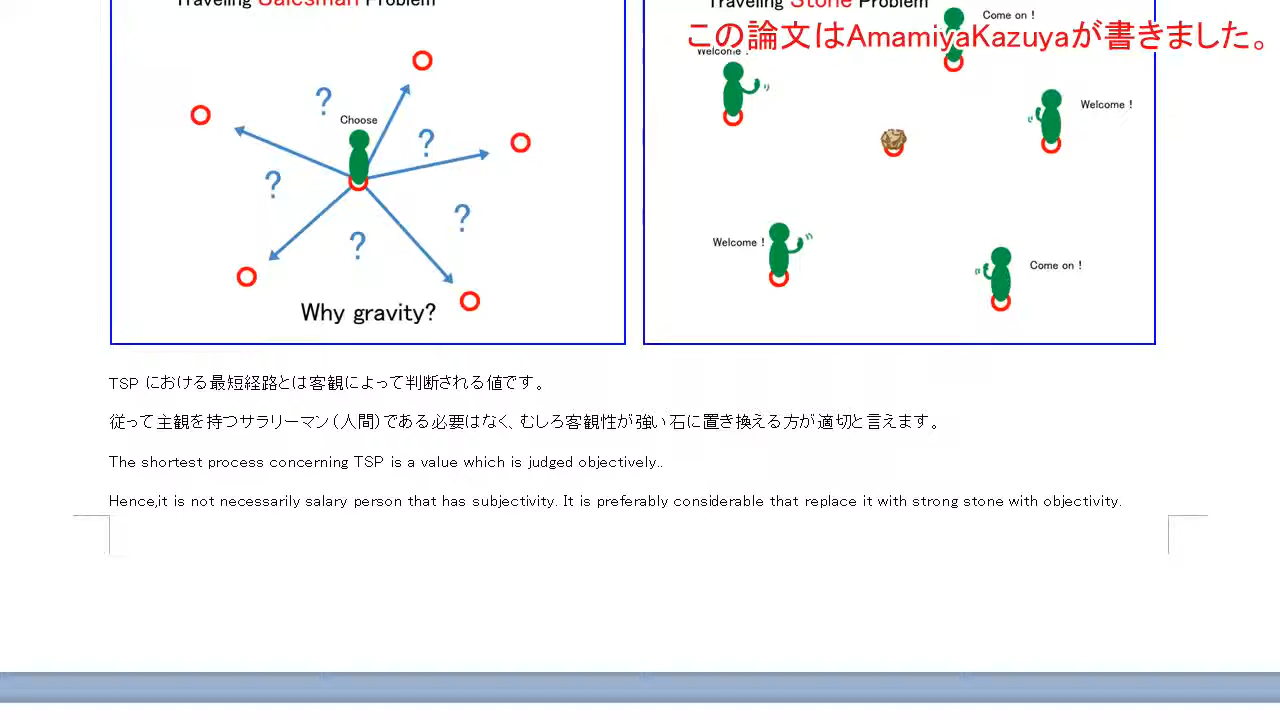 Traveling Salesman Problem
Traveling Stone Problem
この論文はAmamiyaKazuyaが書きました。
Come on !
Welcome !
Welcome !
Choose
?
?
?
?
?
Welcome !
Come on !
Why gravity?
TSP における最短経路とは客観によって判断される値です。
従って主観を持つサラリーマン(人間)である必要はなく、むしろ客観性が強い石に置き換える方が適切と言えます。
The shortest process concerning TSP is a value which is judged objectively..
Hence,it is not necessarily salary person that has subjectivity. It is preferably considerable that replace it with strong stone with objectivity.